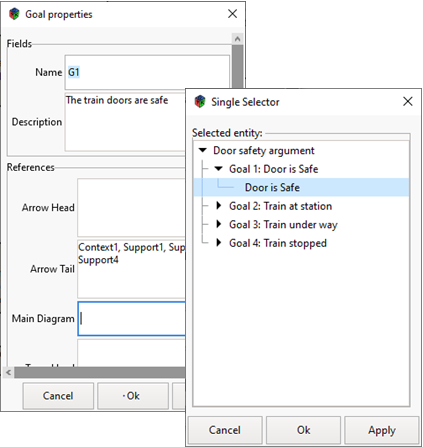 Goal properties
Fields
Name
G1
Description
The train doors are safe
References
Arrow Head
Arrow Tail
Context1, Support1, Sup
Support4
Main Diagram
Cancel
Ok
Single Selector
Selected entity:
Door safety argument
Goal 1: Door is Safe
Door is Safe
Goal 2: Train at station
Goal 3: Train under way
Goal 4: Train stopped
Cancel
Ok
Apply